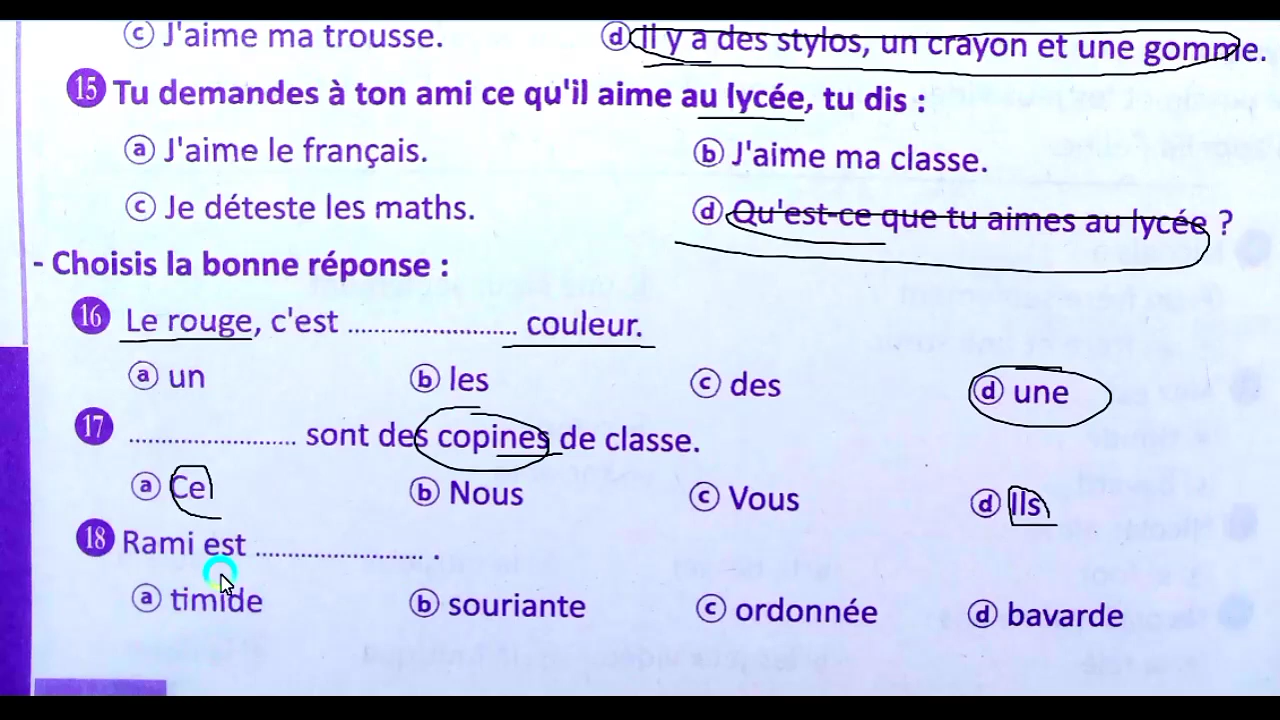 c J'aime ma trousse. d Il y a des stylos, un crayon et une gomme.
15 Tu demandes à ton ami ce qu'il aime au lycée, tu dis :
a J'aime le français. b J'aime ma classe.
c Je déteste les maths. d Qu'est-ce que tu aimes au lycée ?
- Choisis la bonne réponse :
16 Le rouge, c'est ........................ couleur.
a un b les c des d une
17 ........................ sont des copines de classe.
a Ce b Nous c Vous d Ils
18 Rami est ........................ .
a timide b souriante c ordonnée d bavarde